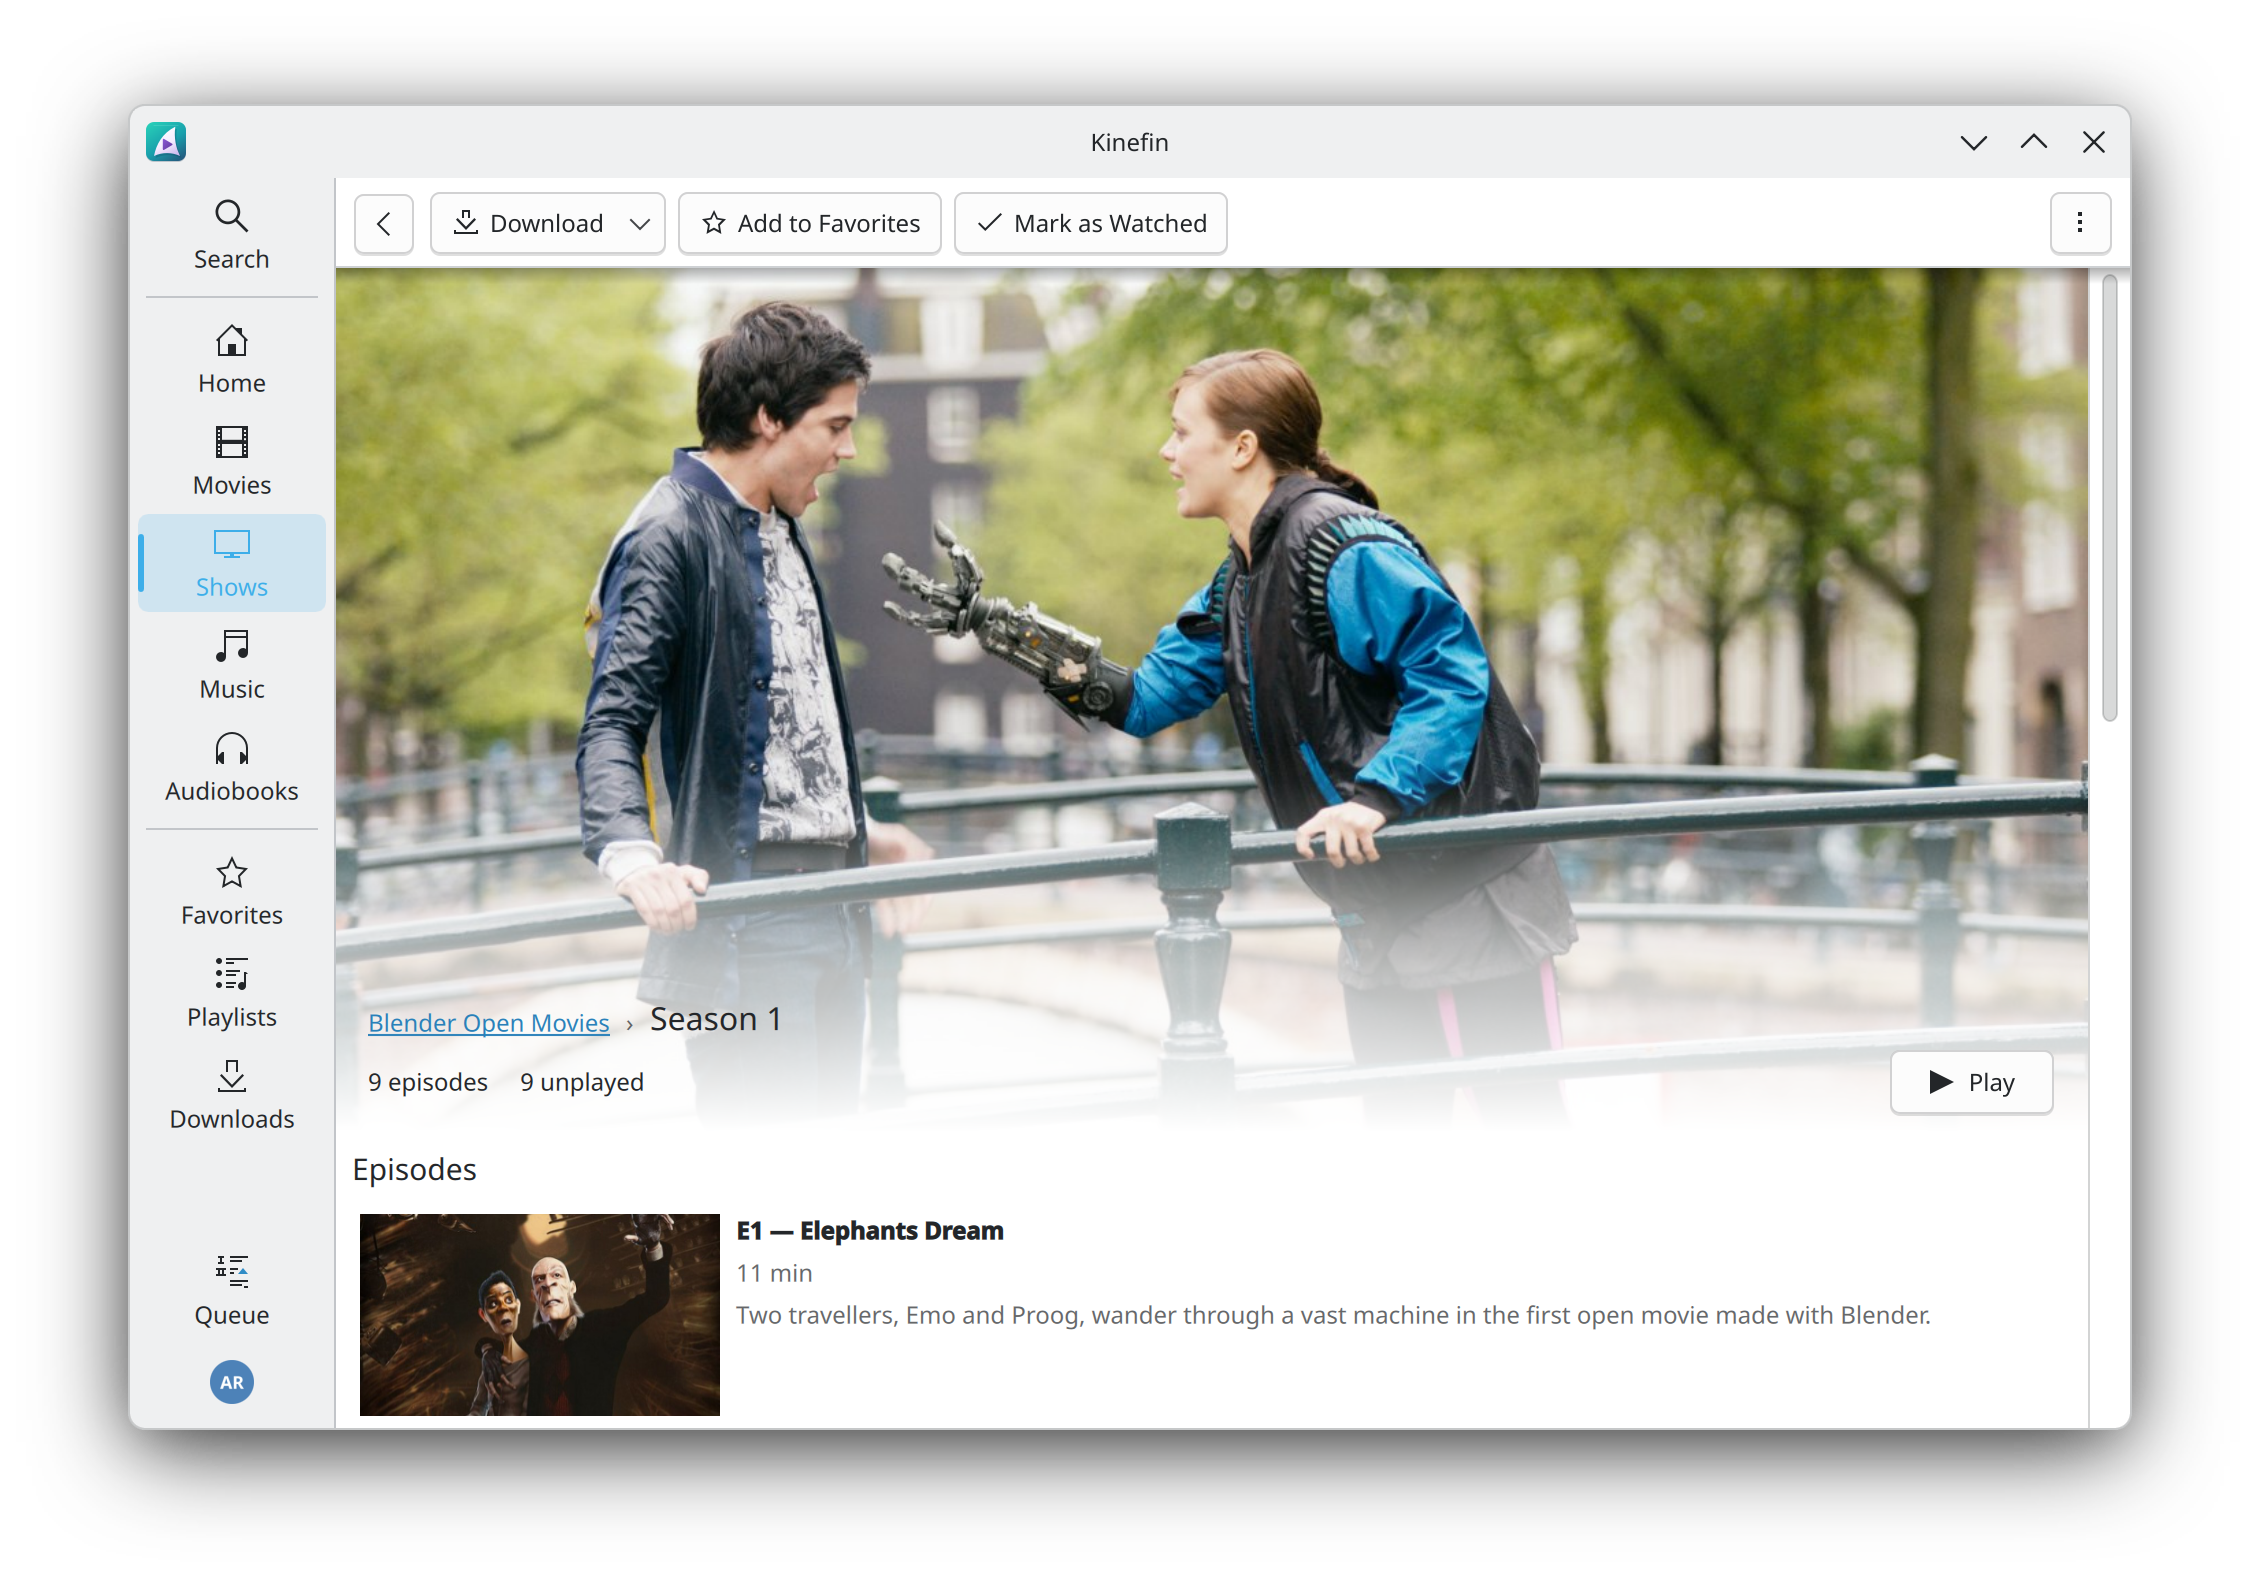 Kinefin
Search
Home
Movies
Shows
Music
Audiobooks
Favorites
Playlists
Downloads
Queue
AR
Download
Add to Favorites
Mark as Watched
Blender Open Movies › Season 1
9 episodes 9 unplayed
Play
Episodes
E1 — Elephants Dream
11 min
Two travellers, Emo and Proog, wander through a vast machine in the first open movie made with Blender.